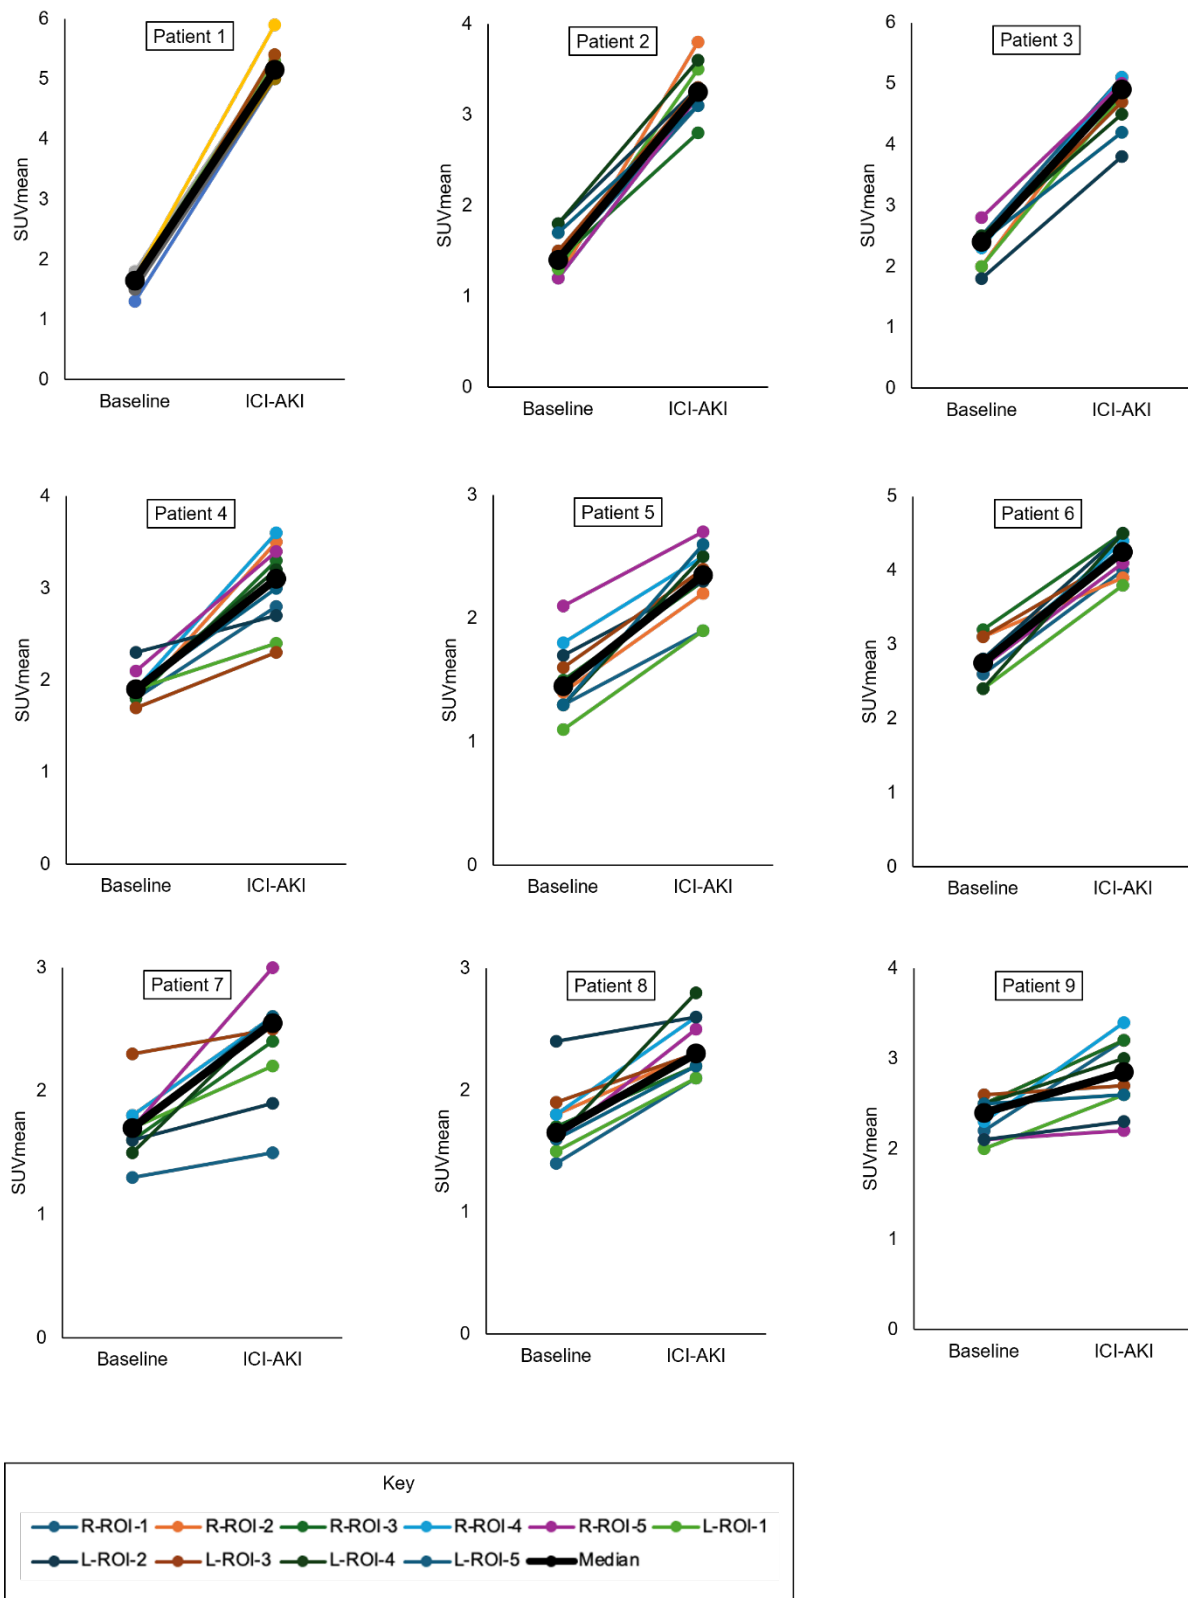 Patient 1
SUVmean
6
5
4
3
2
1
0
Baseline ICI-AKI
Patient 2
SUVmean
4
3
2
1
0
Baseline ICI-AKI
Patient 3
SUVmean
6
5
4
3
2
1
0
Baseline ICI-AKI
Patient 4
SUVmean
4
3
2
1
0
Baseline ICI-AKI
Patient 5
SUVmean
3
2
1
0
Baseline ICI-AKI
Patient 6
SUVmean
5
4
3
2
1
0
Baseline ICI-AKI
Patient 7
SUVmean
3
2
1
0
Baseline ICI-AKI
Patient 8
SUVmean
3
2
1
0
Baseline ICI-AKI
Patient 9
SUVmean
4
3
2
1
0
Baseline ICI-AKI
Key
R-ROI-1 R-ROI-2 R-ROI-3 R-ROI-4 R-ROI-5 L-ROI-1
L-ROI-2 L-ROI-3 L-ROI-4 L-ROI-5 Median